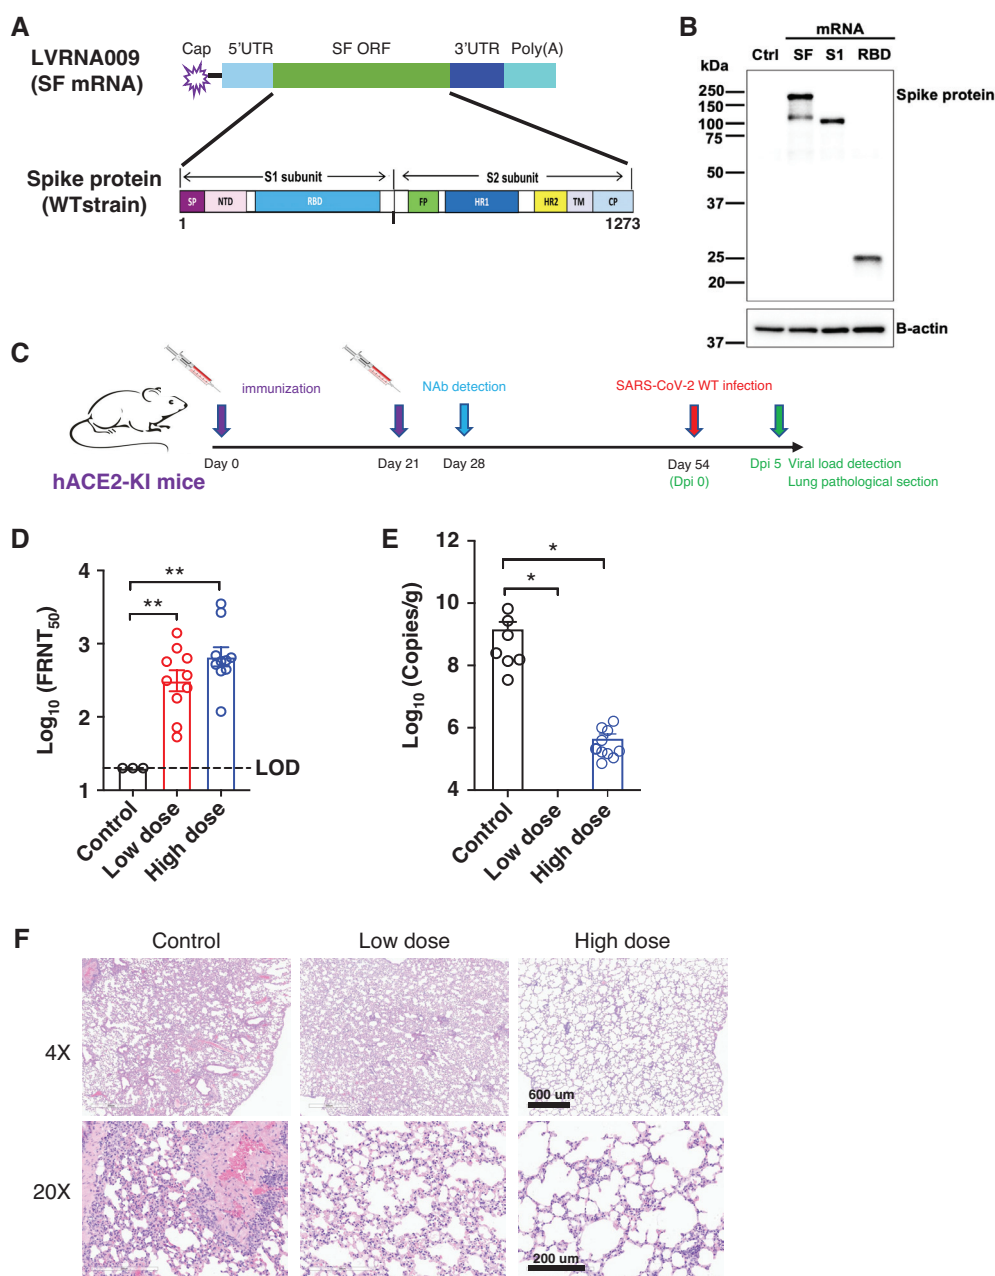 A
LVRNA009
(SF mRNA)
Cap
5'UTR
SF ORF
3'UTR
Poly(A)
Spike protein
(WTstrain)
S1 subunit
S2 subunit
SP
NTD
RBD
FP
HR1
HR2
TM
CP
1
1273
B
mRNA
kDa
Ctrl
SF
S1
RBD
250
150
100
75
50
37
25
20
37
Spike protein
B-actin
C
immunization
NAb detection
SARS-CoV-2 WT infection
Day 0
Day 21
Day 28
Day 54
(Dpi 0)
Dpi 5
Viral load detection
Lung pathological section
hACE2-KI mice
D
Log10 (FRNT50)
4
3
2
1
**
**
LOD
Control
Low dose
High dose
E
Log10 (Copies/g)
12
10
8
6
4
*
*
Control
Low dose
High dose
F
Control
Low dose
High dose
4X
600 um
20X
200 um